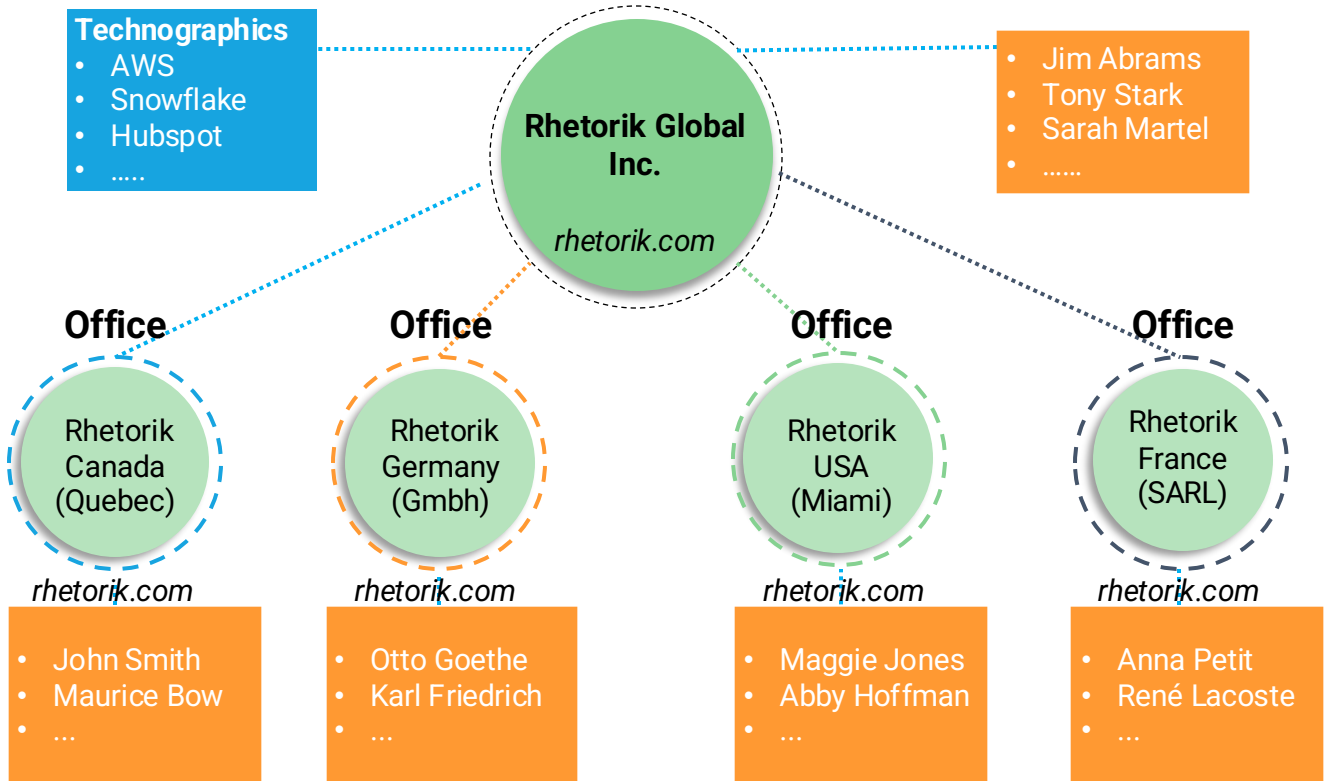 Technographics
• AWS
• Snowflake
• Hubspot
• .....
Rhetorik Global
Inc.
rhetorik.com
• Jim Abrams
• Tony Stark
• Sarah Martel
• ......
Office
Rhetorik
Canada
(Quebec)
rhetorik.com
• John Smith
• Maurice Bow
• ...
Office
Rhetorik
Germany
(Gmbh)
rhetorik.com
• Otto Goethe
• Karl Friedrich
• ...
Office
Rhetorik
USA
(Miami)
rhetorik.com
• Maggie Jones
• Abby Hoffman
• ...
Office
Rhetorik
France
(SARL)
rhetorik.com
• Anna Petit
• René Lacoste
• ...